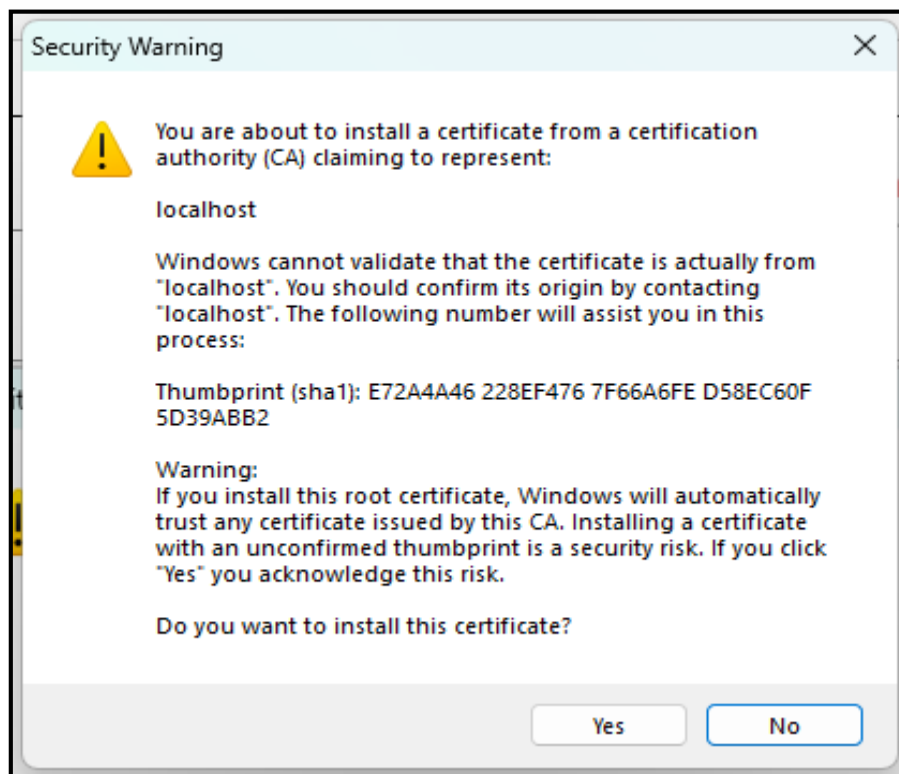 Security Warning
You are about to install a certificate from a certification
authority (CA) claiming to represent:
localhost
Windows cannot validate that the certificate is actually from
"localhost". You should confirm its origin by contacting
"localhost". The following number will assist you in this
process:
Thumbprint (sha1): E72A4A46 228EF476 7F66A6FE D58EC60F
5D39ABB2
Warning:
If you install this root certificate, Windows will automatically
trust any certificate issued by this CA. Installing a certificate
with an unconfirmed thumbprint is a security risk. If you click
"Yes" you acknowledge this risk.
Do you want to install this certificate?
Yes
No